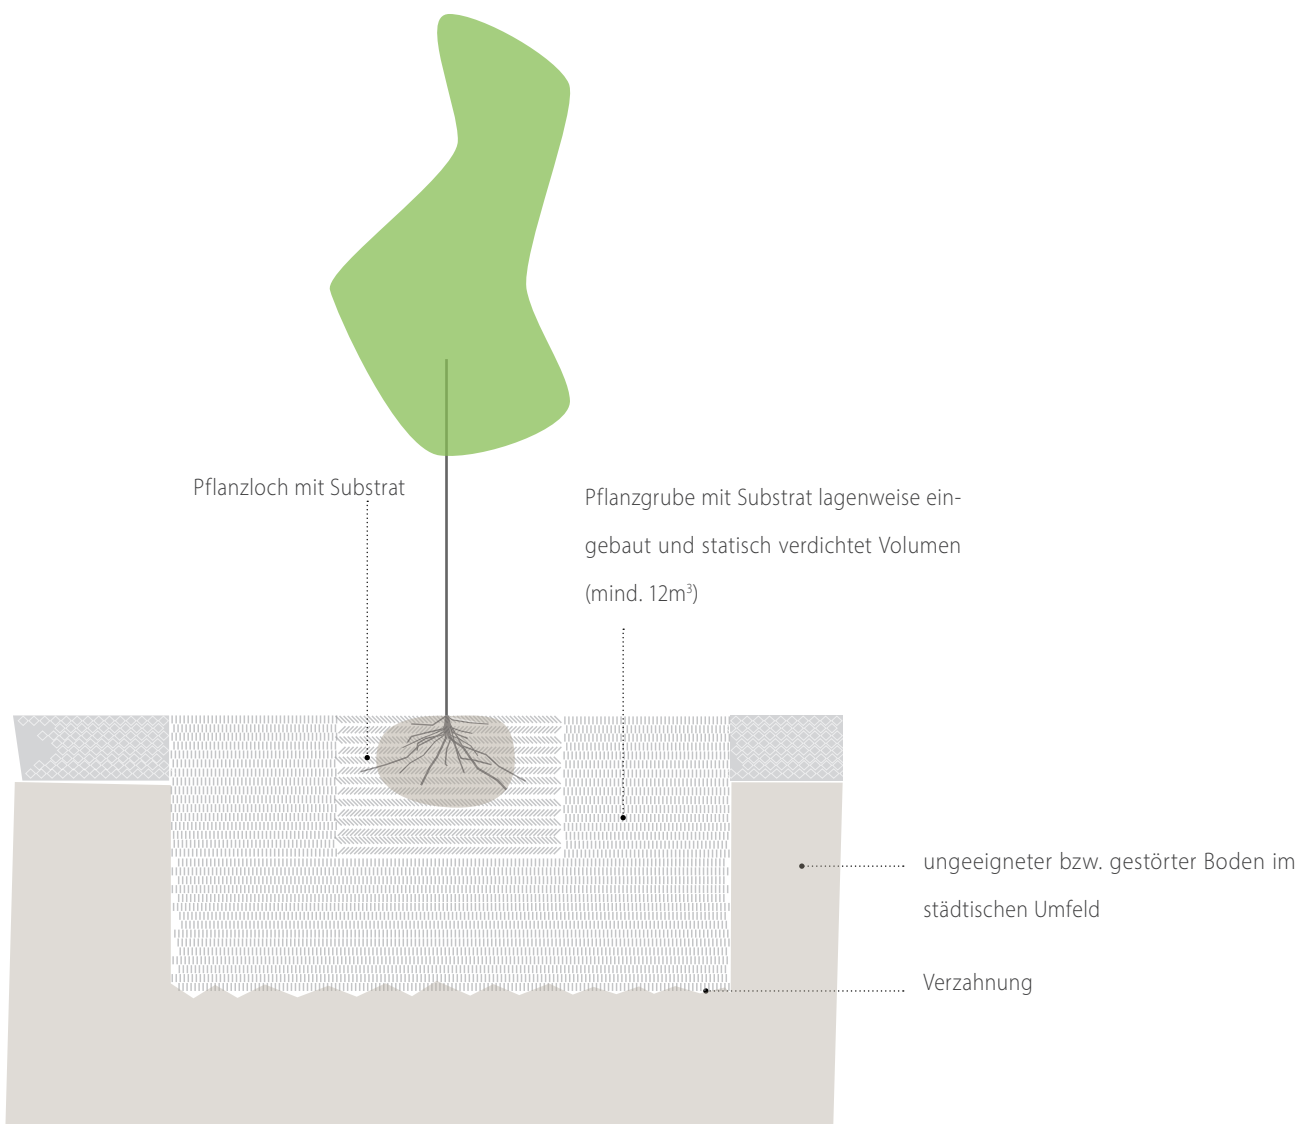 Pflanzloch mit Substrat
Pflanzgrube mit Substrat lagenweise ein-
gebaut und statisch verdichtet Volumen
(mind. 12m³)
ungeeigneter bzw. gestörter Boden im
städtischen Umfeld
Verzahnung